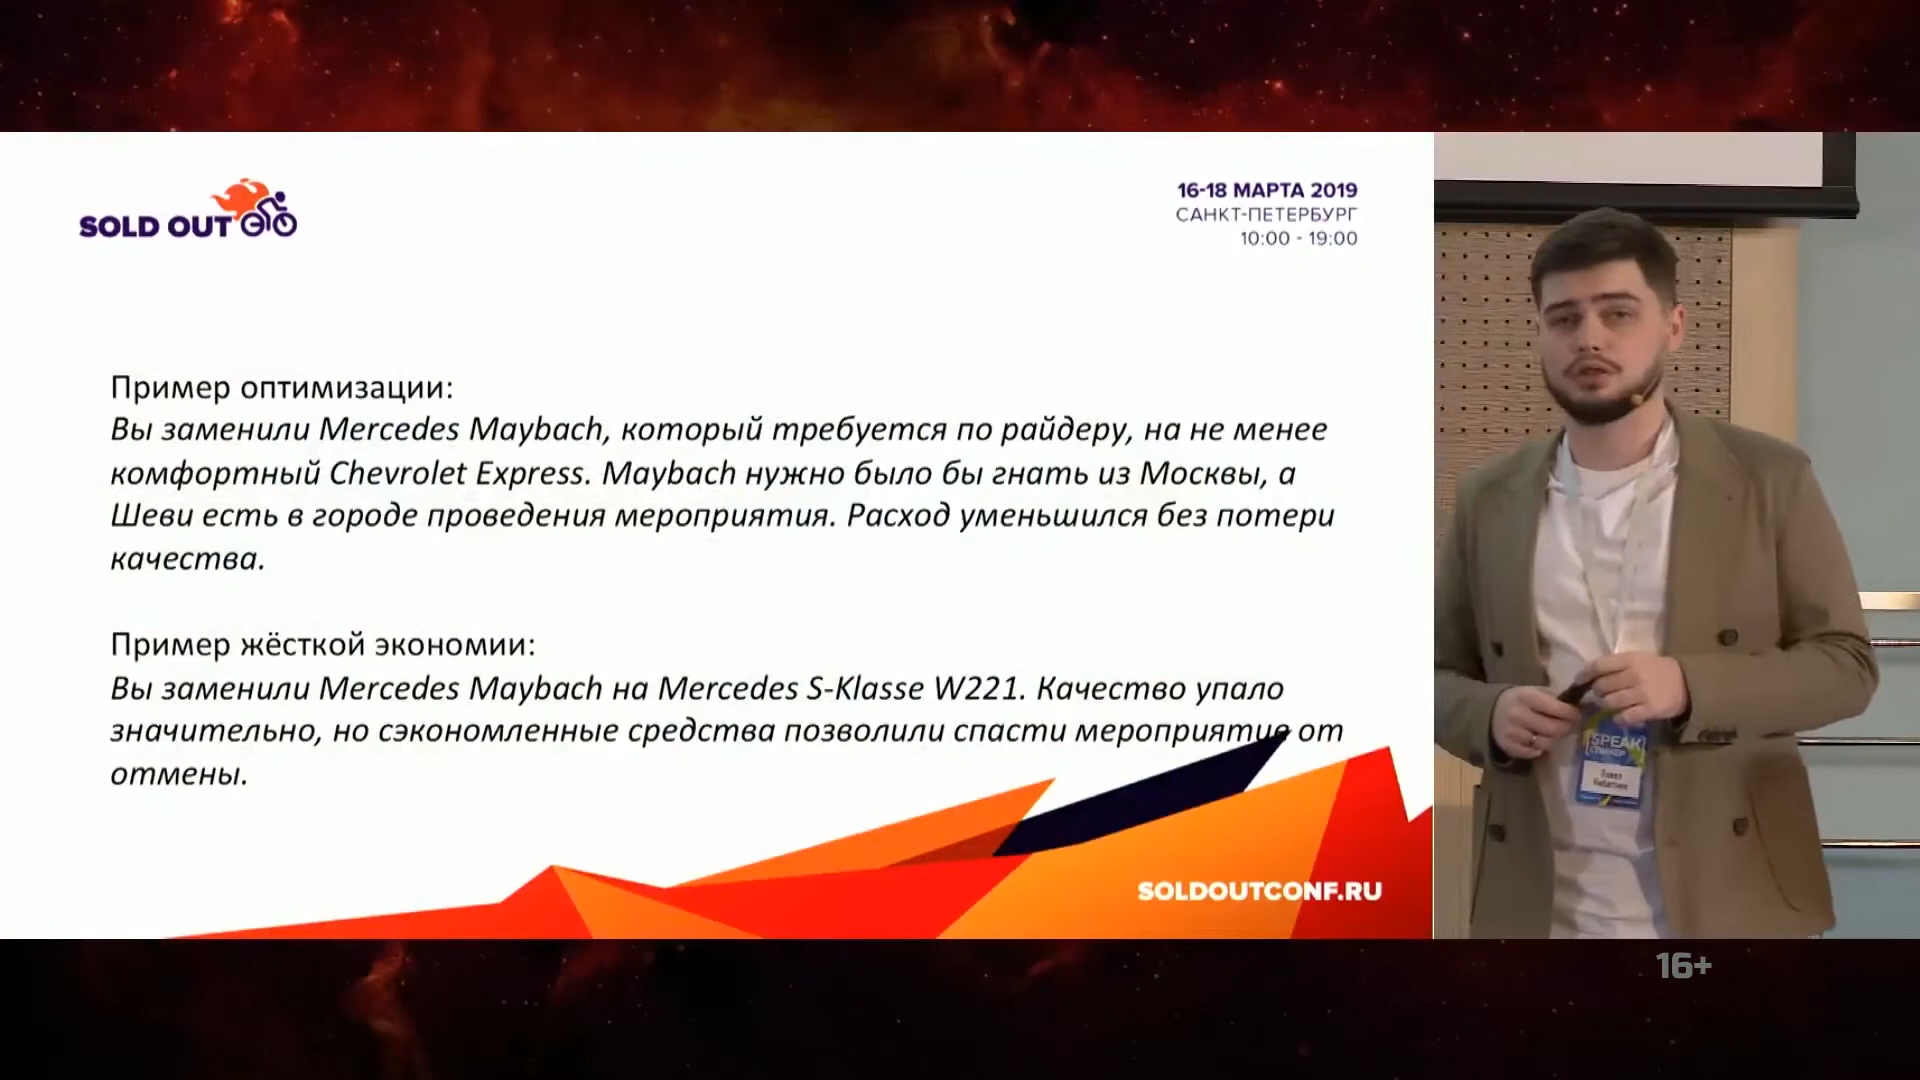 SOLD OUT
16-18 МАРТА 2019
САНКТ-ПЕТЕРБУРГ
10:00 - 19:00
Пример оптимизации:
Вы заменили Mercedes Maybach, который требуется по райдеру, на не менее
комфортный Chevrolet Express. Maybach нужно было бы гнать из Москвы, а
Шеви есть в городе проведения мероприятия. Расход уменьшился без потери
качества.
Пример жёсткой экономии:
Вы заменили Mercedes Maybach на Mercedes S-Klasse W221. Качество упало
значительно, но сэкономленные средства позволили спасти мероприятие от
отмены.
SOLDOUTCONF.RU
SPEAK
Павел
16+